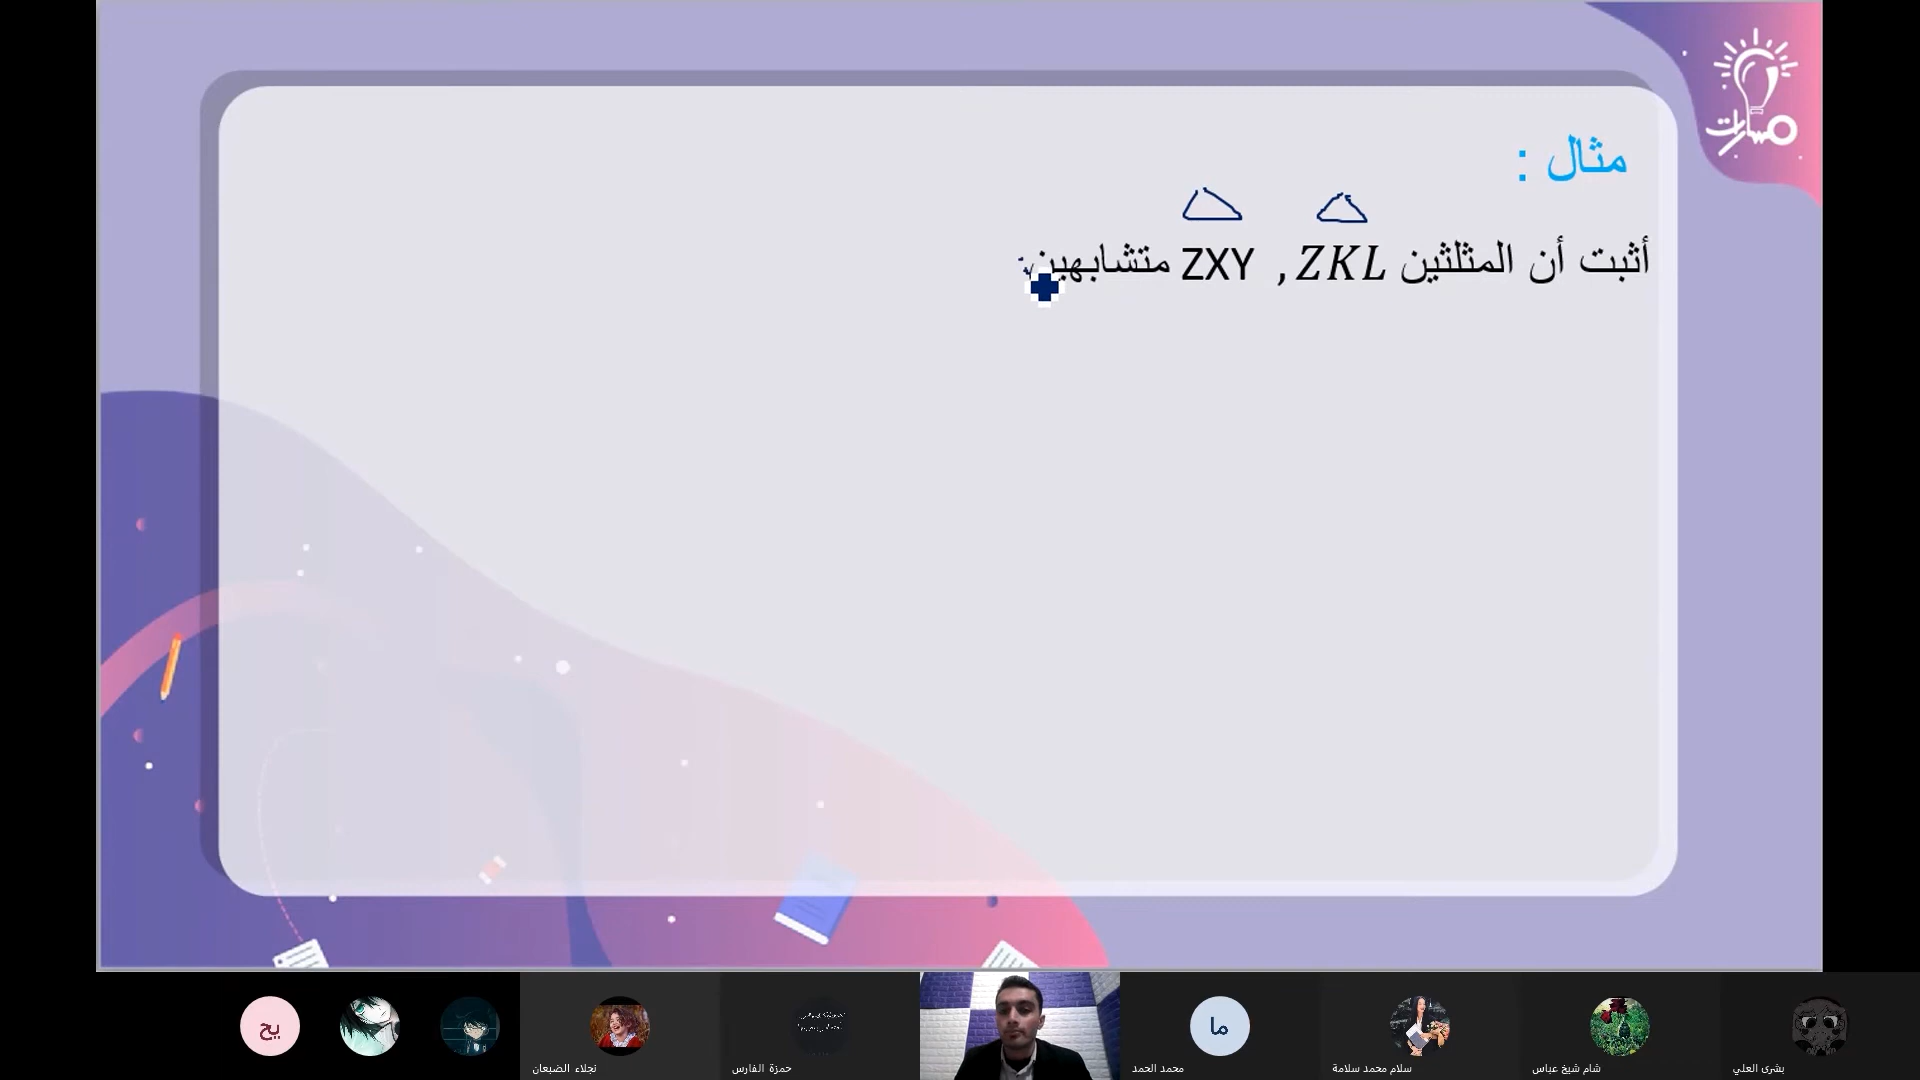 مسارات
مثال :
أثبت أن المثلثين ZKL , ZXY متشابهين
يح
نجلاء الضبعان
حمزة الفارس
ما
محمد الحمد
سلام محمد سلامة
شام شيخ عباس
بشرى العلي